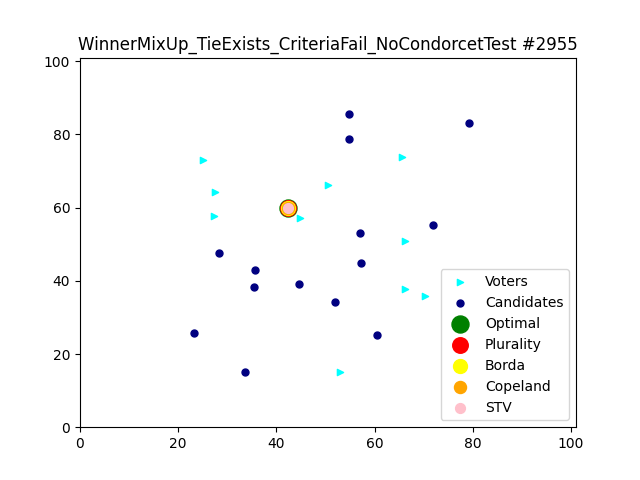 WinnerMixUp_TieExists_CriteriaFail_NoCondorcetTest #2955
100
80
60
40
20
0
0 20 40 60 80 100
Voters
Candidates
Optimal
Plurality
Borda
Copeland
STV